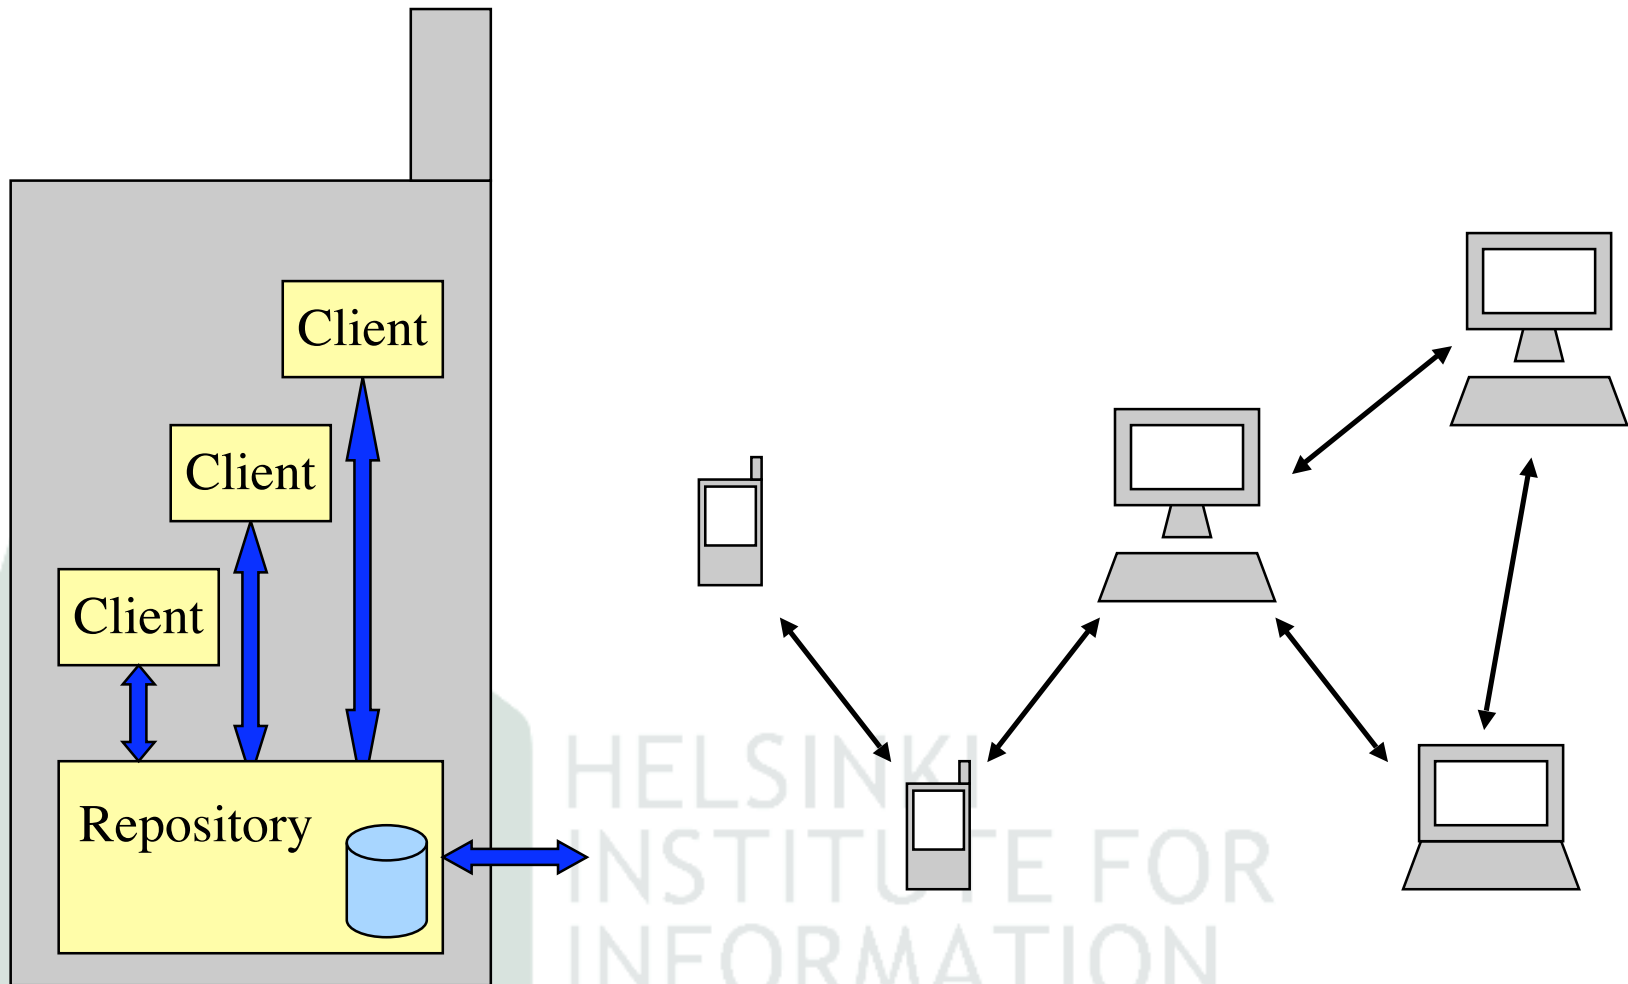 Client
Client
Client
Repository
HELSINKI
INSTITUTE FOR
INFORMATION